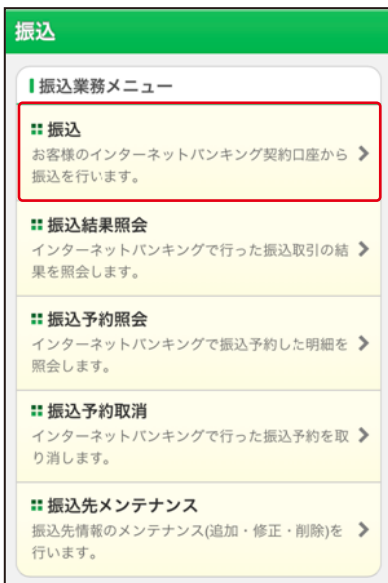 振込
振込業務メニュー
振込
お客様のインターネットバンキング契約口座から
振込を行います。
振込結果照会
インターネットバンキングで行った振込取引の結
果を照会します。
振込予約照会
インターネットバンキングで振込予約した明細を
照会します。
振込予約取消
インターネットバンキングで行った振込予約を取
り消します。
振込先メンテナンス
振込先情報のメンテナンス(追加・修正・削除)を
行います。